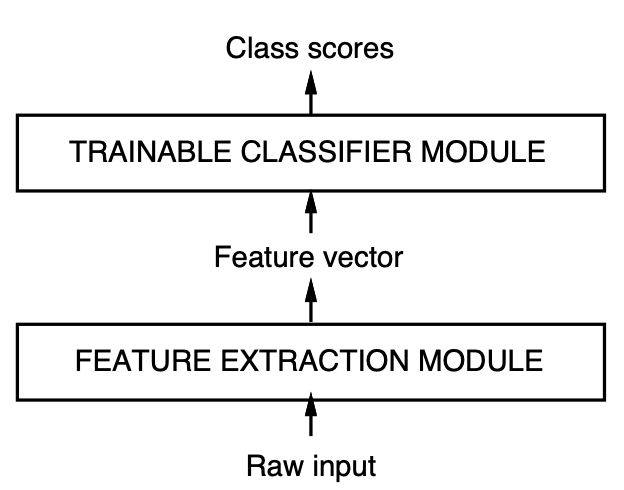 Class scores
TRAINABLE CLASSIFIER MODULE
Feature vector
FEATURE EXTRACTION MODULE
Raw input